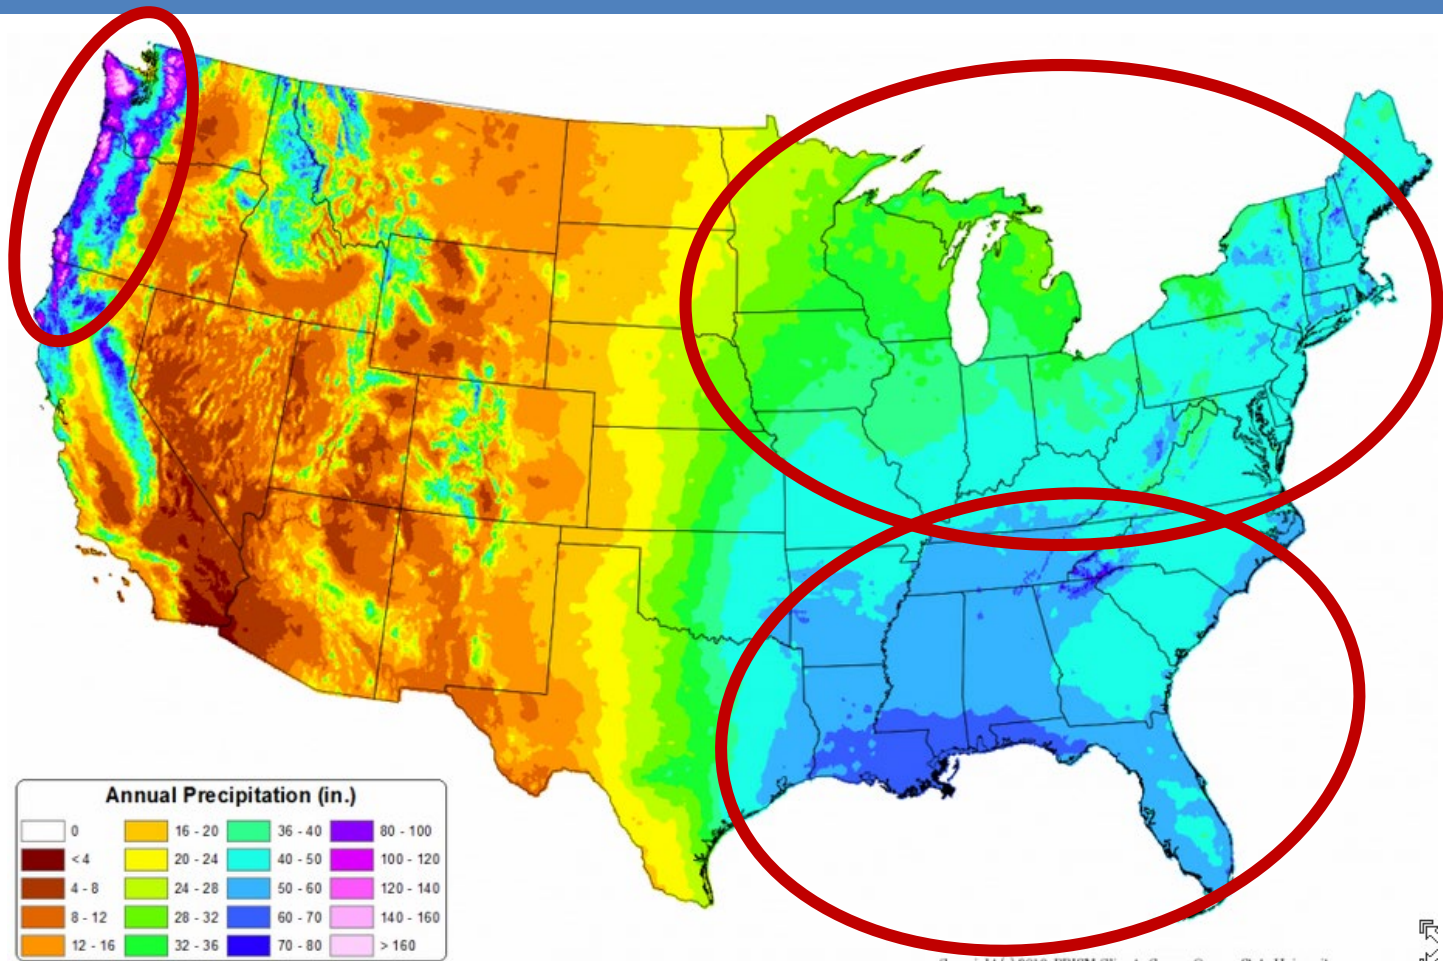 Annual Precipitation (in.)
0 16 - 20 36 - 40 80 - 100
< 4 20 - 24 40 - 50 100 - 120
4 - 8 24 - 28 50 - 60 120 - 140
8 - 12 28 - 32 60 - 70 140 - 160
12 - 16 32 - 36 70 - 80 > 160